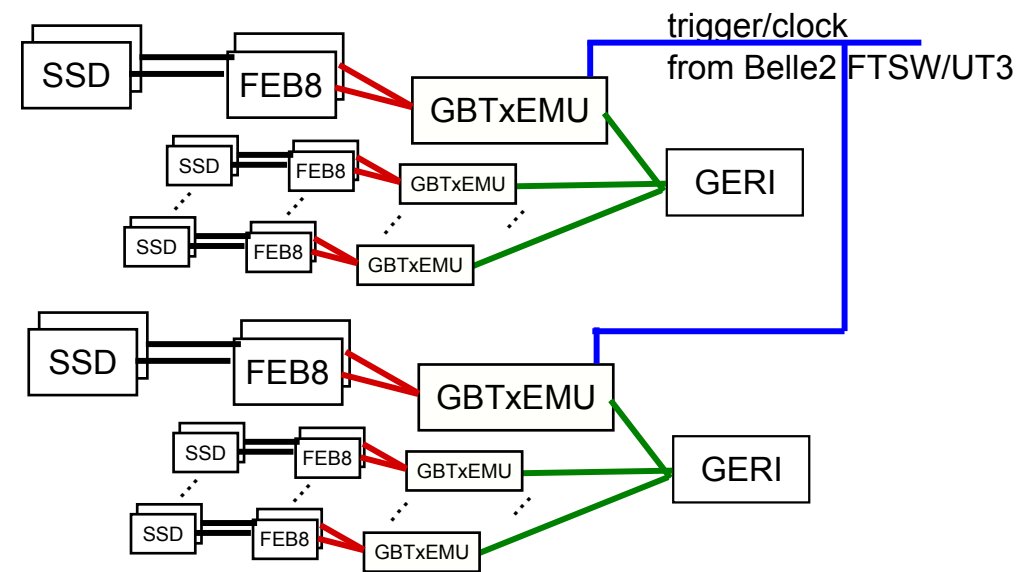 trigger/clock
from Belle2 FTSW/UT3
SSD
FEB8
GBTxEMU
SSD
FEB8
GBTxEMU
GERI
SSD
FEB8
GBTxEMU
SSD
FEB8
GBTxEMU
SSD
FEB8
GBTxEMU
GERI
SSD
FEB8
GBTxEMU